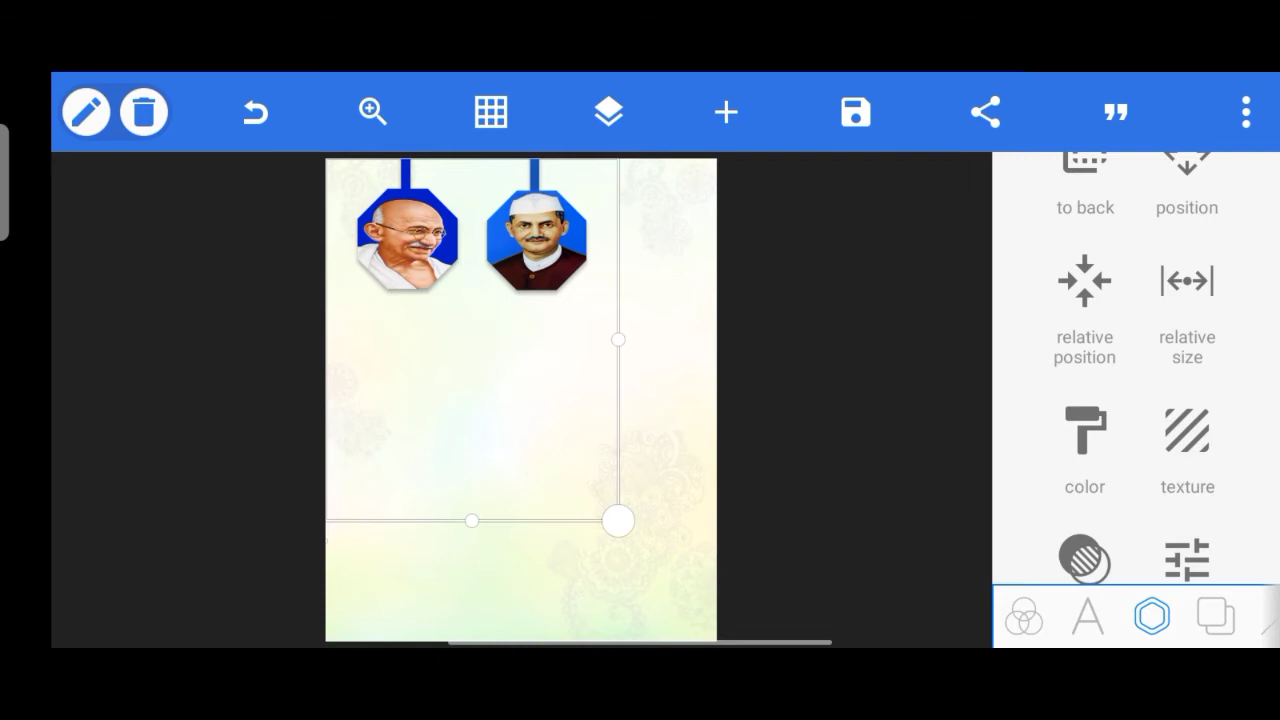 to back
position
relative
position
relative
size
color
texture